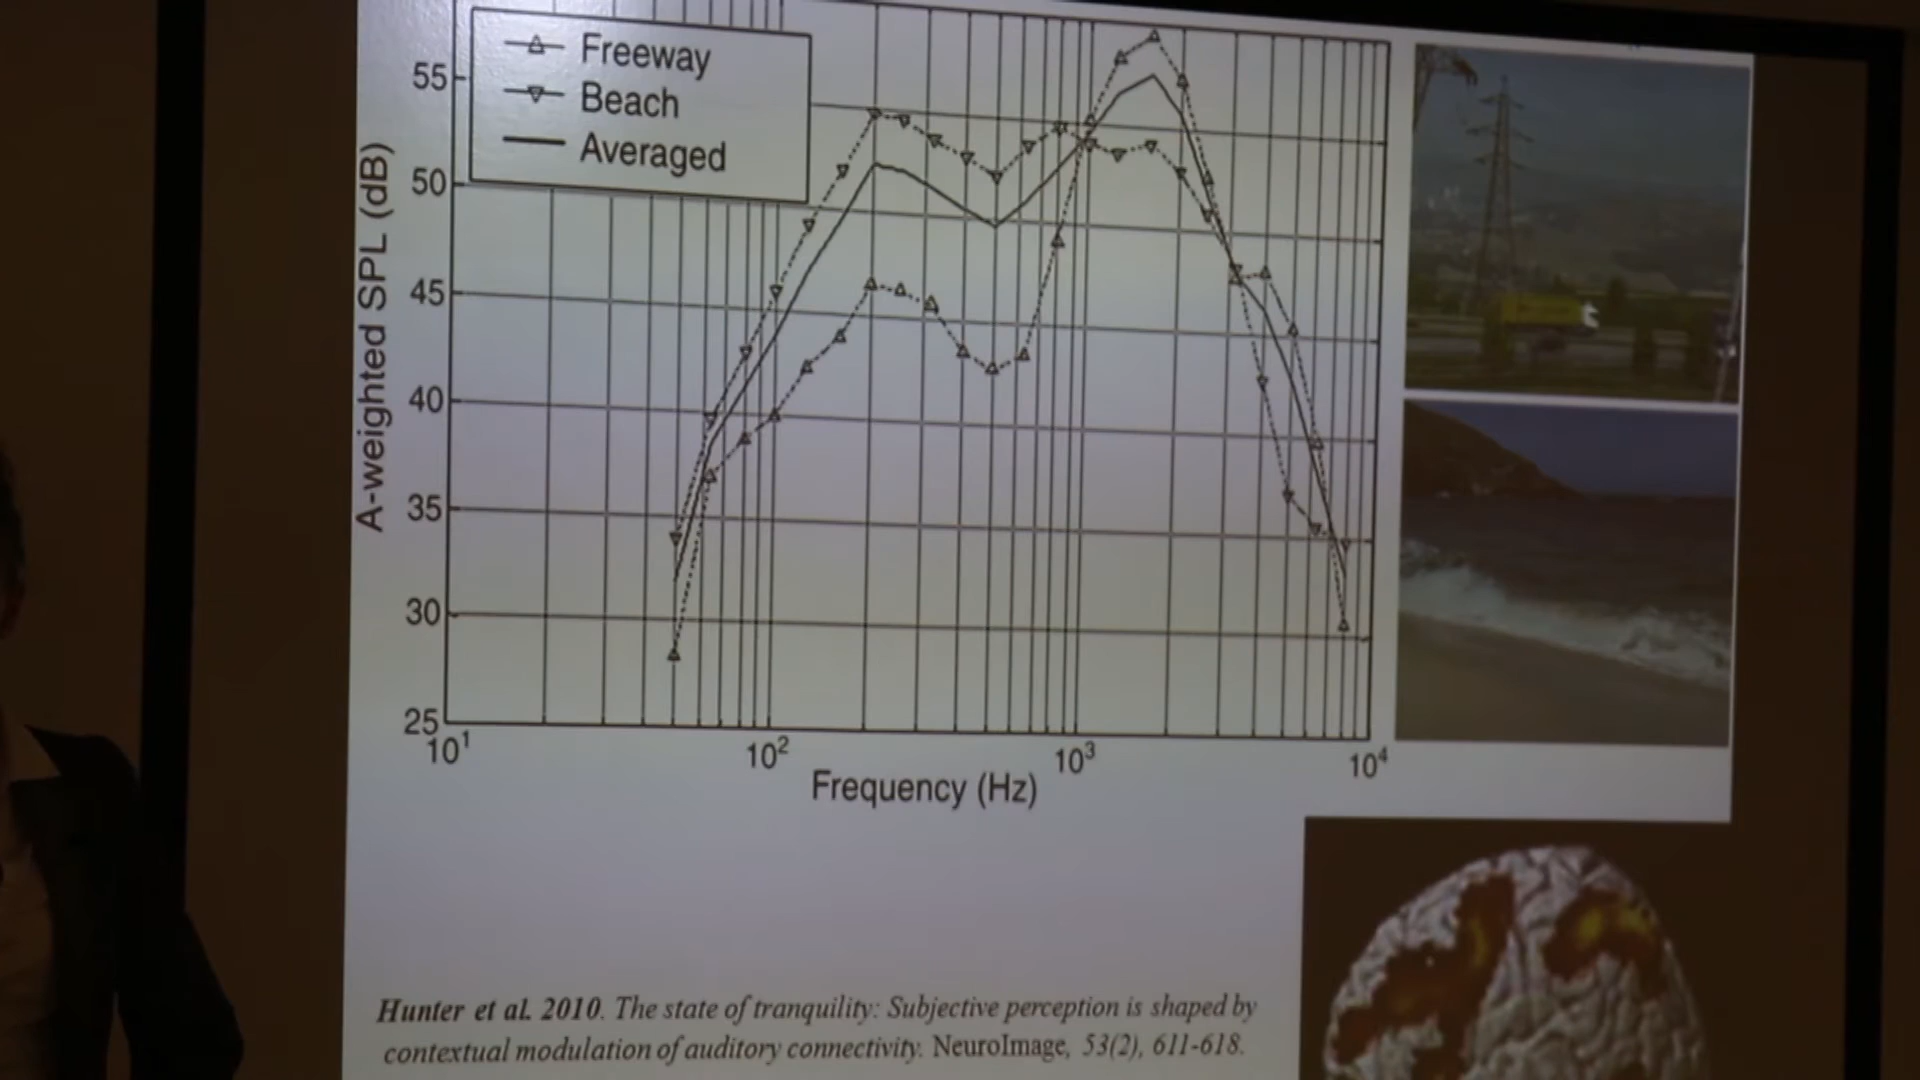 Freeway
Beach
Averaged
A-weighted SPL (dB)
55
50
45
40
35
30
25
10¹
10²
10³
10⁴
Frequency (Hz)
Hunter et al. 2010. The state of tranquility: Subjective perception is shaped by
contextual modulation of auditory connectivity. NeuroImage, 53(2), 611-618.